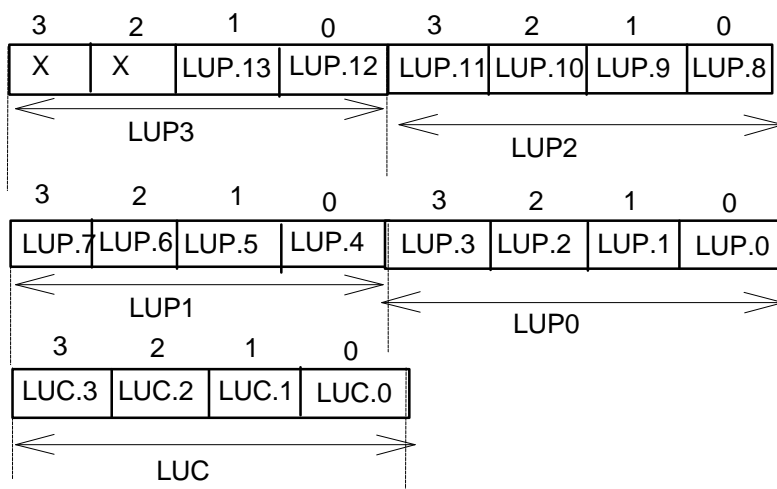 3 2 1 0 3 2 1 0
X X LUP.13 LUP.12 LUP.11 LUP.10 LUP.9 LUP.8
LUP3 LUP2
3 2 1 0 3 2 1 0
LUP.7 LUP.6 LUP.5 LUP.4 LUP.3 LUP.2 LUP.1 LUP.0
LUP1 LUP0
3 2 1 0
LUC.3 LUC.2 LUC.1 LUC.0
LUC